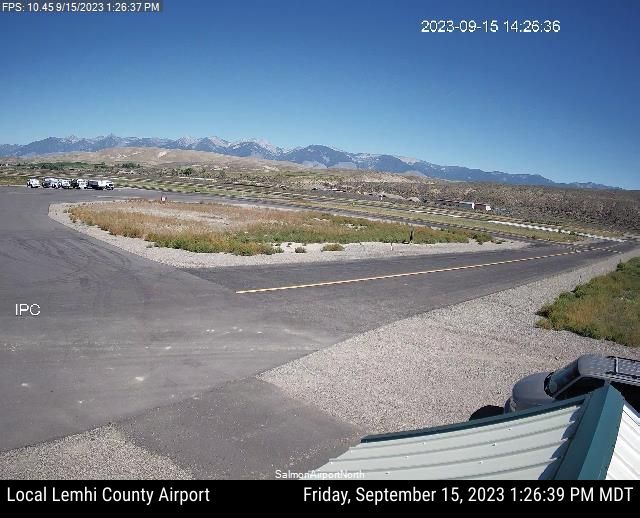 FPS: 10.45 9/15/2023 1:26:37 PM
2023-09-15 14:26:36
IPC
SalmonAirportNorth
Local Lemhi County Airport
Friday, September 15, 2023 1:26:39 PM MDT